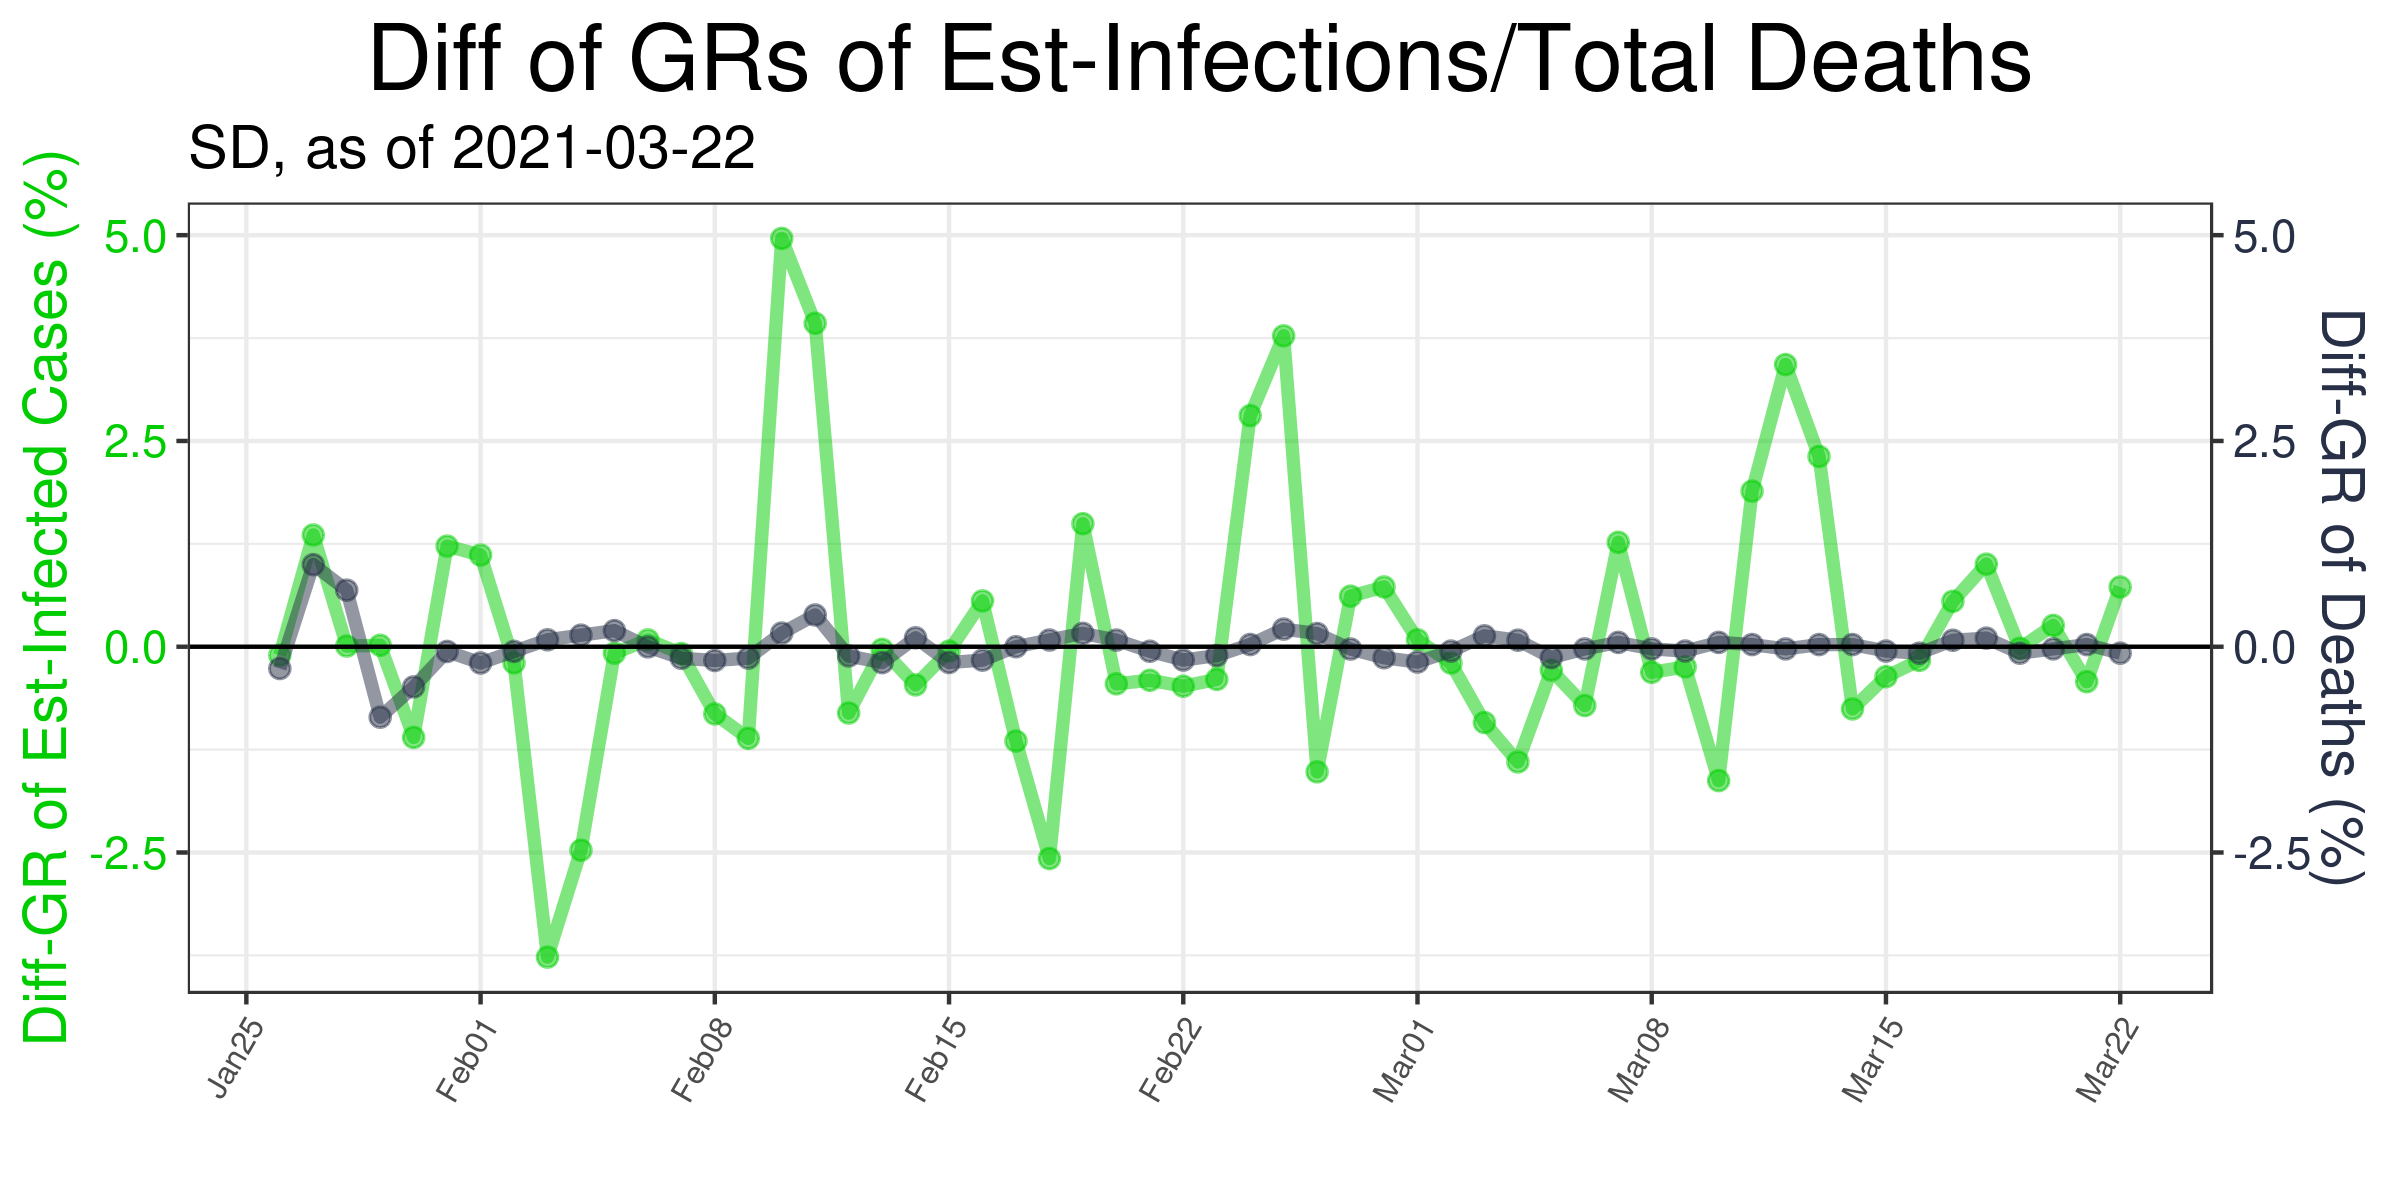 Diff of GRs of Est-Infections/Total Deaths
SD, as of 2021-03-22
Diff-GR of Est-Infected Cases (%)
5.0
2.5
0.0
-2.5
5.0
2.5
0.0
-2.5
Diff-GR of Deaths (%)
Jan25
Feb01
Feb08
Feb15
Feb22
Mar01
Mar08
Mar15
Mar22